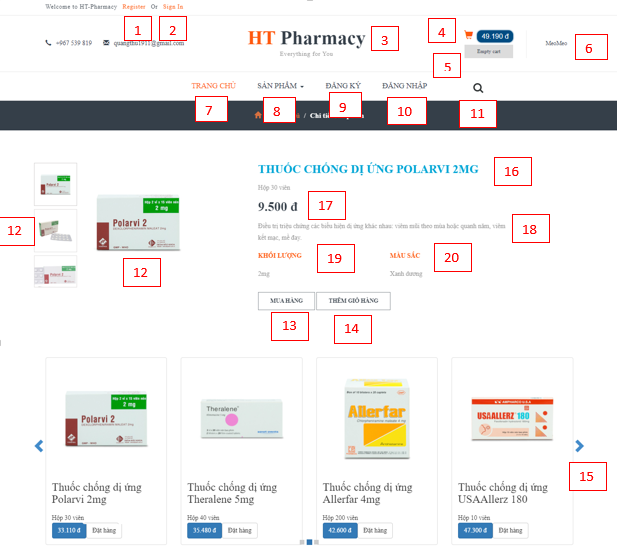 Welcome to HT-Pharmacy Register Or Sign In
1 2
+967 539 819 quangthu1911@gmail.com
HT Pharmacy
Everything for You
3
4
49.190 đ
Empty cart
5
MeoMeo
6
TRANG CHỦ SẢN PHẨM ĐĂNG KÝ ĐĂNG NHẬP
7 8 9 10 11
/ Chi tiết
THUỐC CHỐNG DỊ ỨNG POLARVI 2MG
16
Hộp 30 viên
9.500 đ
17
Điều trị triệu chứng các biểu hiện dị ứng khác nhau: viêm mũi theo mùa hoặc quanh năm, viêm
kết mạc, mề đay.
18
KHỐI LƯỢNG 19 MÀU SẮC 20
2mg Xanh dương
MUA HÀNG THÊM GIỎ HÀNG
13 14
Polarvi 2
2 mg
Polarvi 2
12
12
Polarvi 2
2 mg
Theralene
Allerfar
USAALLERZ 180
15
Thuốc chống dị ứng
Polarvi 2mg
Hộp 30 viên
33.110 đ Đặt hàng
Thuốc chống dị ứng
Theralene 5mg
Hộp 40 viên
35.480 đ Đặt hàng
Thuốc chống dị ứng
Allerfar 4mg
Hộp 200 viên
42.600 đ Đặt hàng
Thuốc chống dị ứng
USAAllerz 180
Hộp 10 viên
47.300 đ Đặt hàng